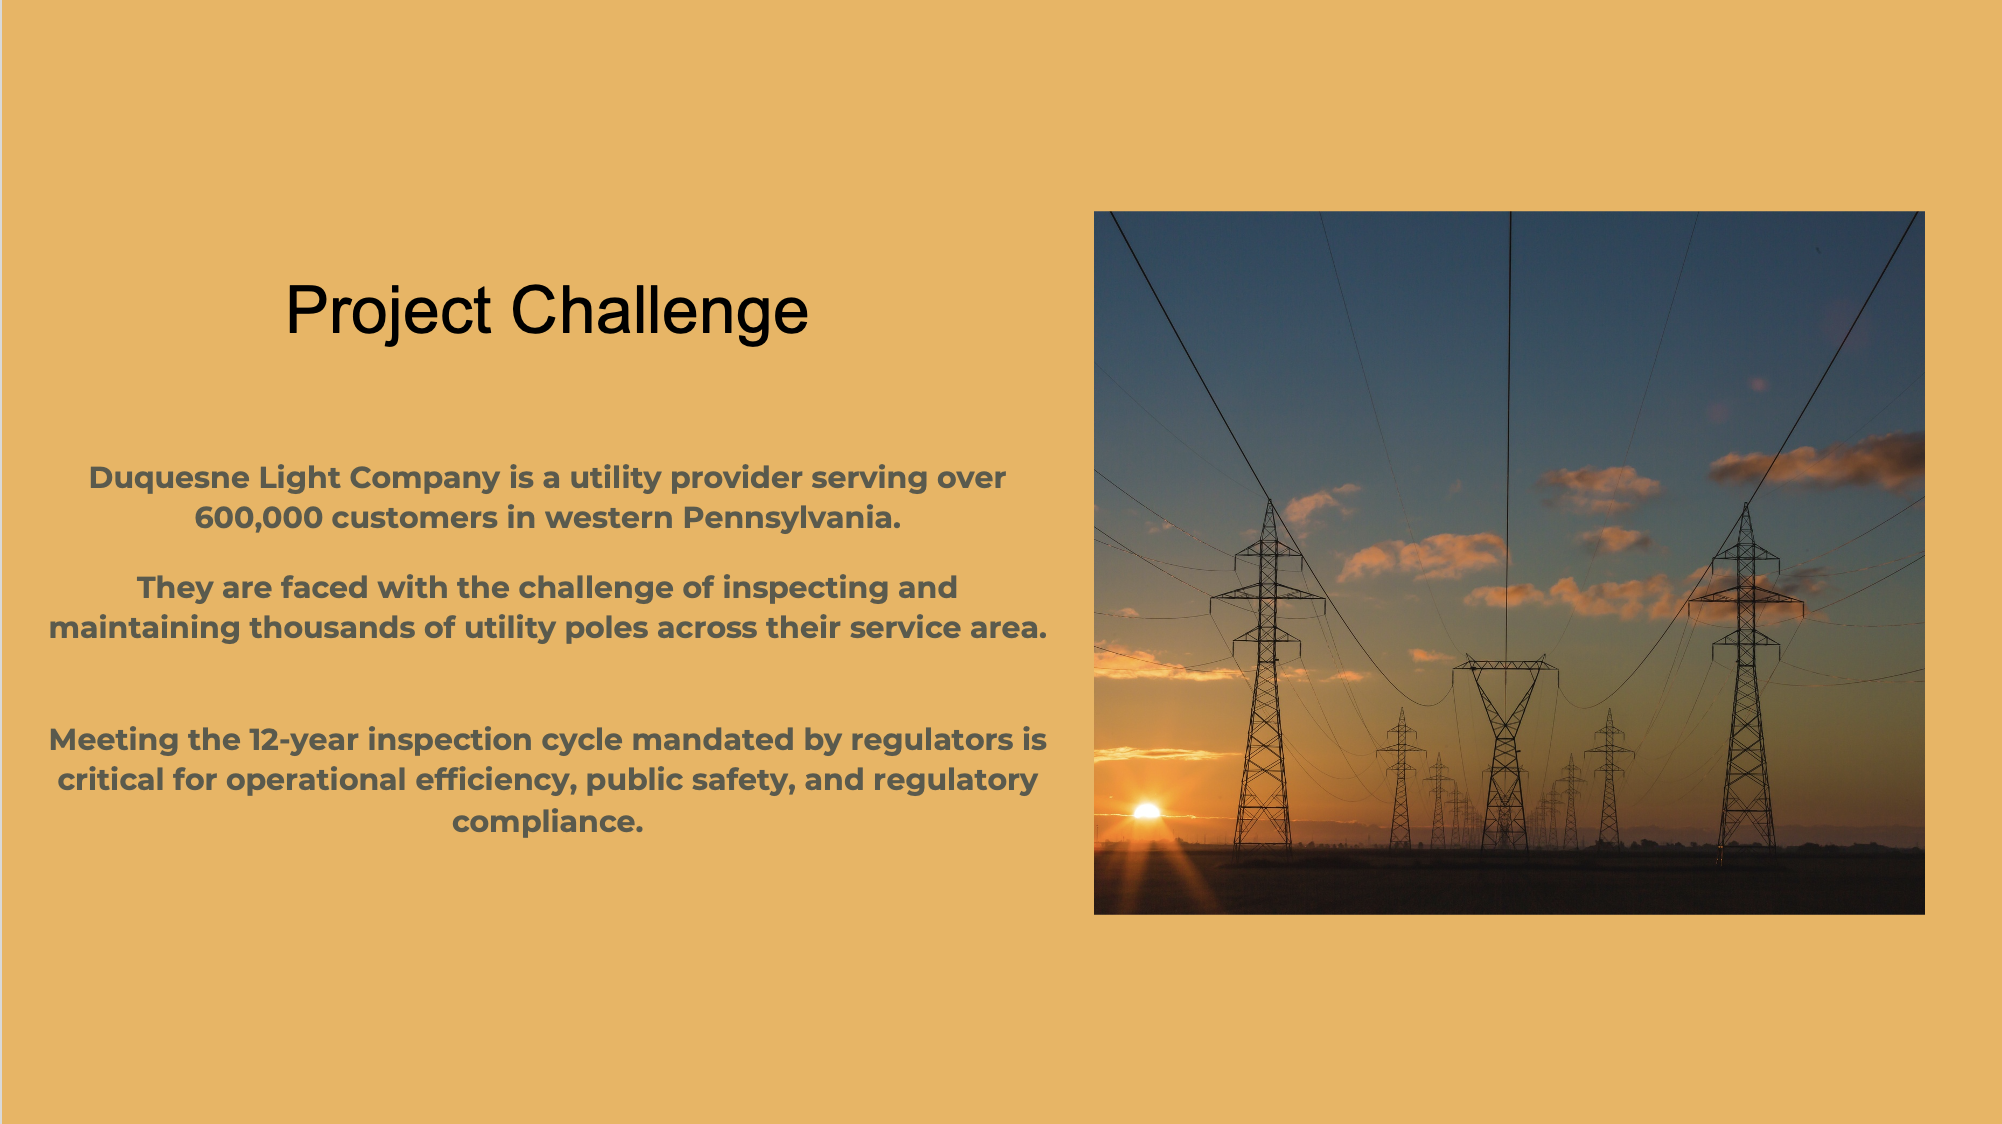 Project Challenge
Duquesne Light Company is a utility provider serving over
600,000 customers in western Pennsylvania.
They are faced with the challenge of inspecting and
maintaining thousands of utility poles across their service area.
Meeting the 12-year inspection cycle mandated by regulators is
critical for operational efficiency, public safety, and regulatory
compliance.